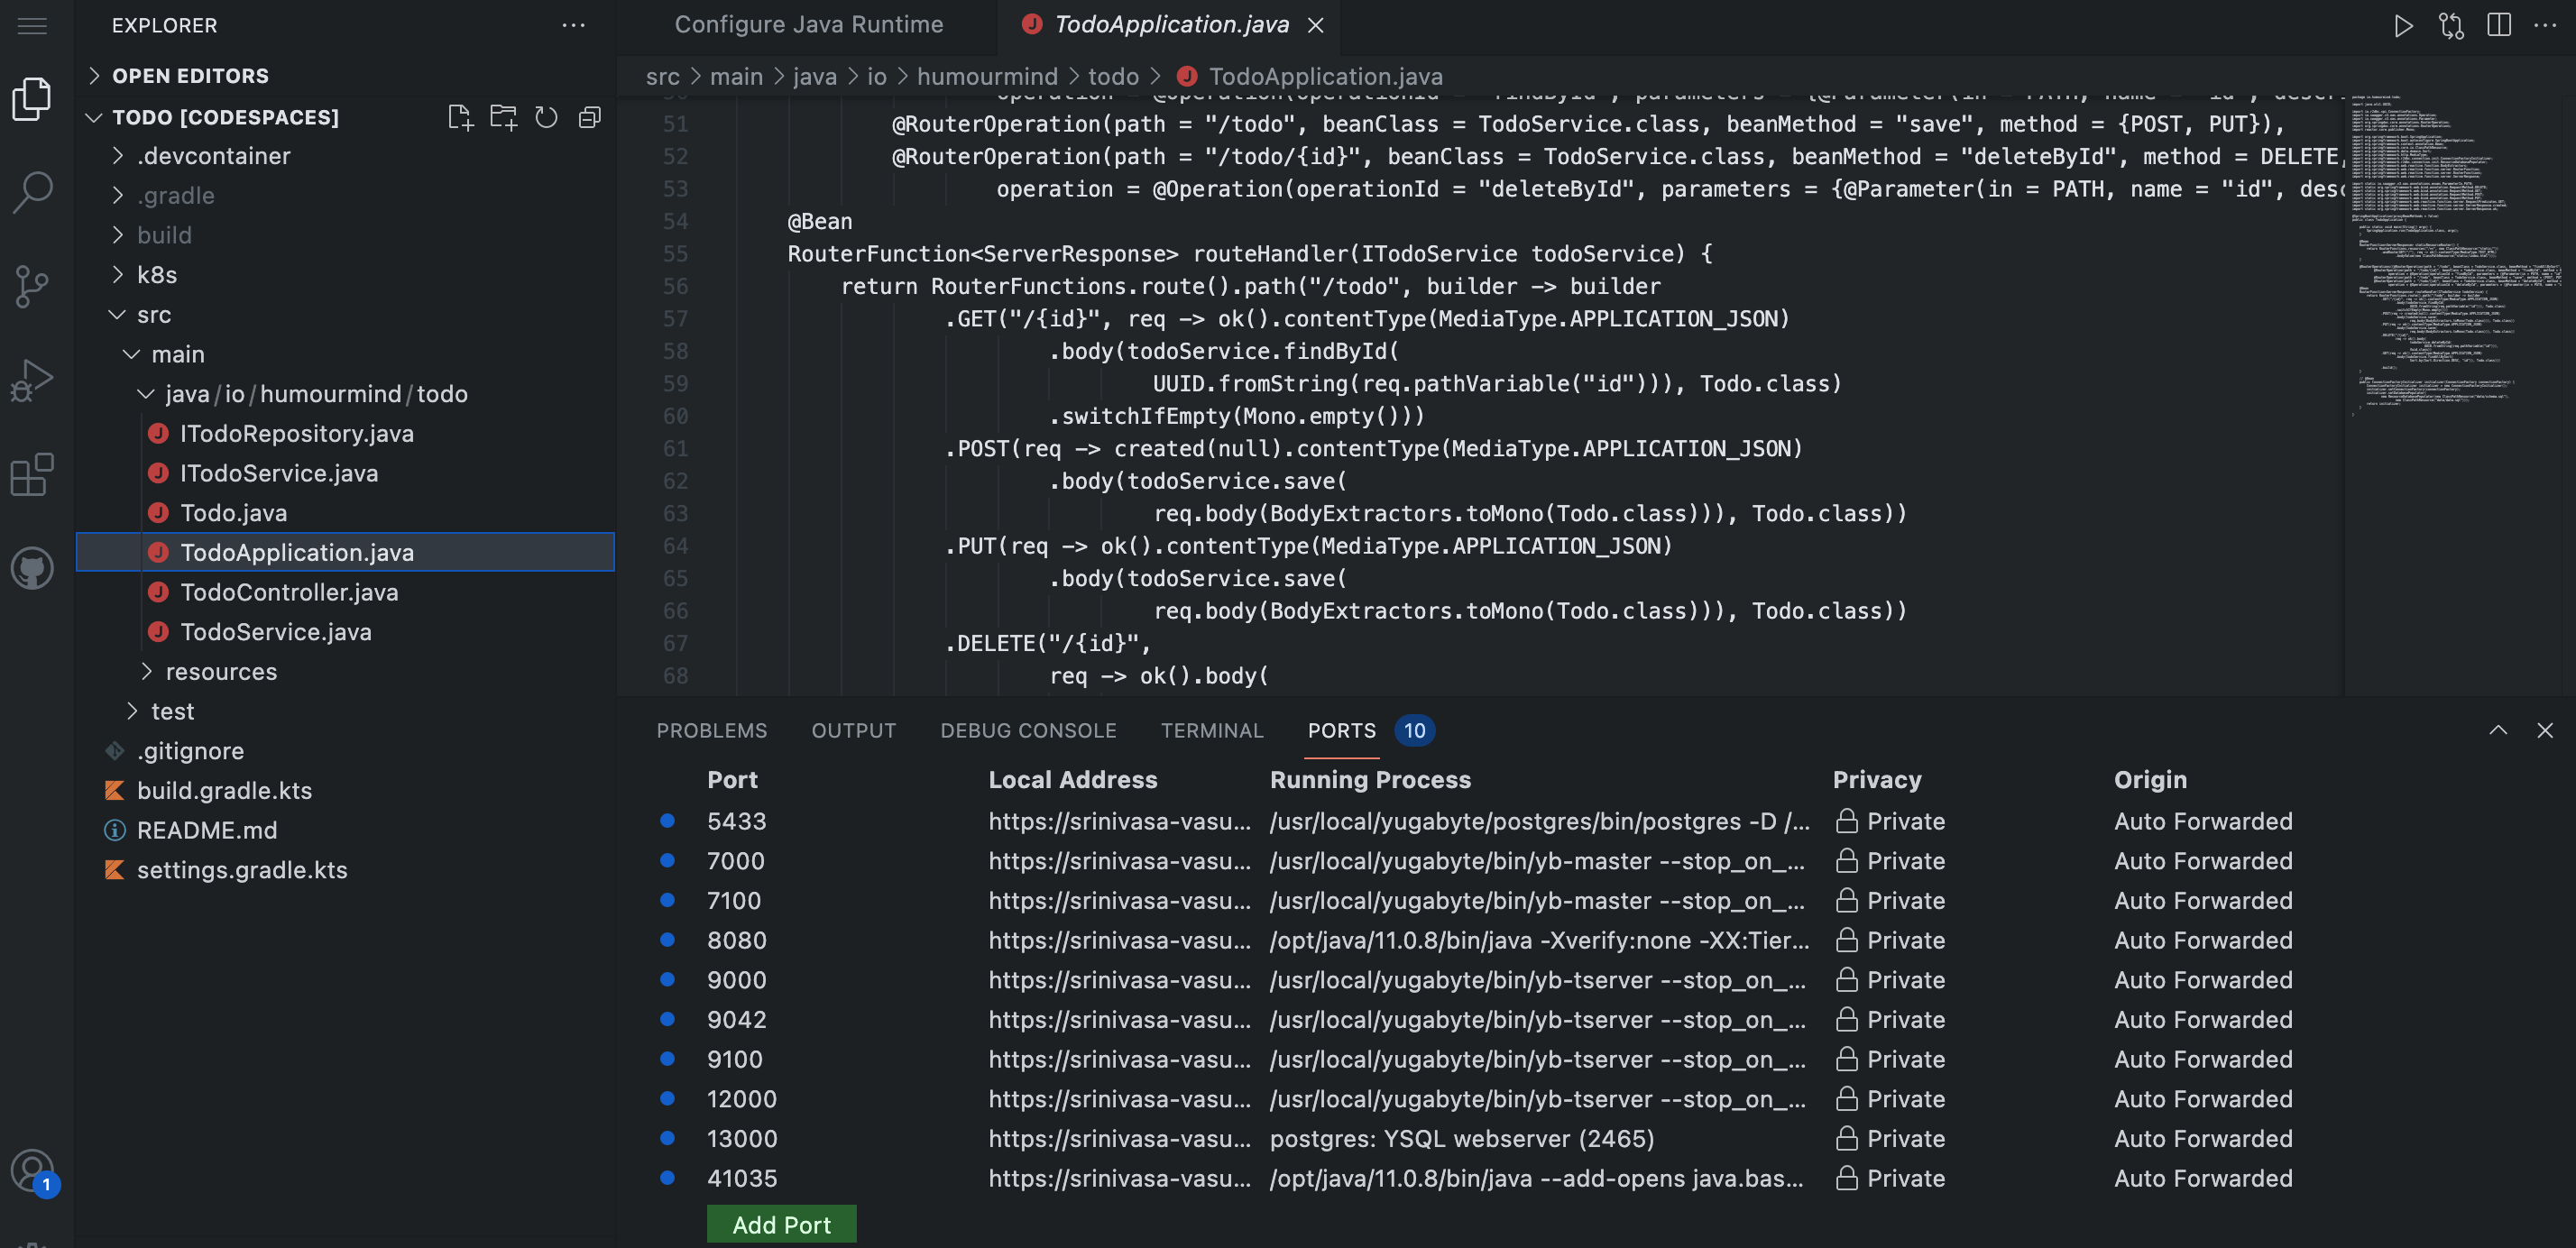 EXPLORER
OPEN EDITORS
TODO [CODESPACES]
.devcontainer
.gradle
build
k8s
src
main
java/io/humourmind/todo
ITodoRepository.java
ITodoService.java
Todo.java
TodoApplication.java
TodoController.java
TodoService.java
resources
test
.gitignore
build.gradle.kts
README.md
settings.gradle.kts
1
Configure Java Runtime
TodoApplication.java
src > main > java > io > humourmind > todo > TodoApplication.java
51 @RouterOperation(path = "/todo", beanClass = TodoService.class, beanMethod = "save", method = {POST, PUT}),
52 @RouterOperation(path = "/todo/{id}", beanClass = TodoService.class, beanMethod = "deleteById", method = DELETE,
53 operation = @Operation(operationId = "deleteById", parameters = {@Parameter(in = PATH, name = "id", desc
54 @Bean
55 RouterFunction<ServerResponse> routeHandler(ITodoService todoService) {
56 return RouterFunctions.route().path("/todo", builder -> builder
57 .GET("/{id}", req -> ok().contentType(MediaType.APPLICATION_JSON)
58 .body(todoService.findById(
59 UUID.fromString(req.pathVariable("id"))), Todo.class)
60 .switchIfEmpty(Mono.empty()))
61 .POST(req -> created(null).contentType(MediaType.APPLICATION_JSON)
62 .body(todoService.save(
63 req.body(BodyExtractors.toMono(Todo.class))), Todo.class))
64 .PUT(req -> ok().contentType(MediaType.APPLICATION_JSON)
65 .body(todoService.save(
66 req.body(BodyExtractors.toMono(Todo.class))), Todo.class))
67 .DELETE("/{id}",
68 req -> ok().body(
PROBLEMS OUTPUT DEBUG CONSOLE TERMINAL PORTS 10
Port Local Address Running Process Privacy Origin
5433 https://srinivasa-vasu... /usr/local/yugabyte/postgres/bin/postgres -D /... Private Auto Forwarded
7000 https://srinivasa-vasu... /usr/local/yugabyte/bin/yb-master --stop_on_... Private Auto Forwarded
7100 https://srinivasa-vasu... /usr/local/yugabyte/bin/yb-master --stop_on_... Private Auto Forwarded
8080 https://srinivasa-vasu... /opt/java/11.0.8/bin/java -Xverify:none -XX:Tier... Private Auto Forwarded
9000 https://srinivasa-vasu... /usr/local/yugabyte/bin/yb-tserver --stop_on_... Private Auto Forwarded
9042 https://srinivasa-vasu... /usr/local/yugabyte/bin/yb-tserver --stop_on_... Private Auto Forwarded
9100 https://srinivasa-vasu... /usr/local/yugabyte/bin/yb-tserver --stop_on_... Private Auto Forwarded
12000 https://srinivasa-vasu... /usr/local/yugabyte/bin/yb-tserver --stop_on_... Private Auto Forwarded
13000 https://srinivasa-vasu... postgres: YSQL webserver (2465) Private Auto Forwarded
41035 https://srinivasa-vasu... /opt/java/11.0.8/bin/java --add-opens java.bas... Private Auto Forwarded
Add Port